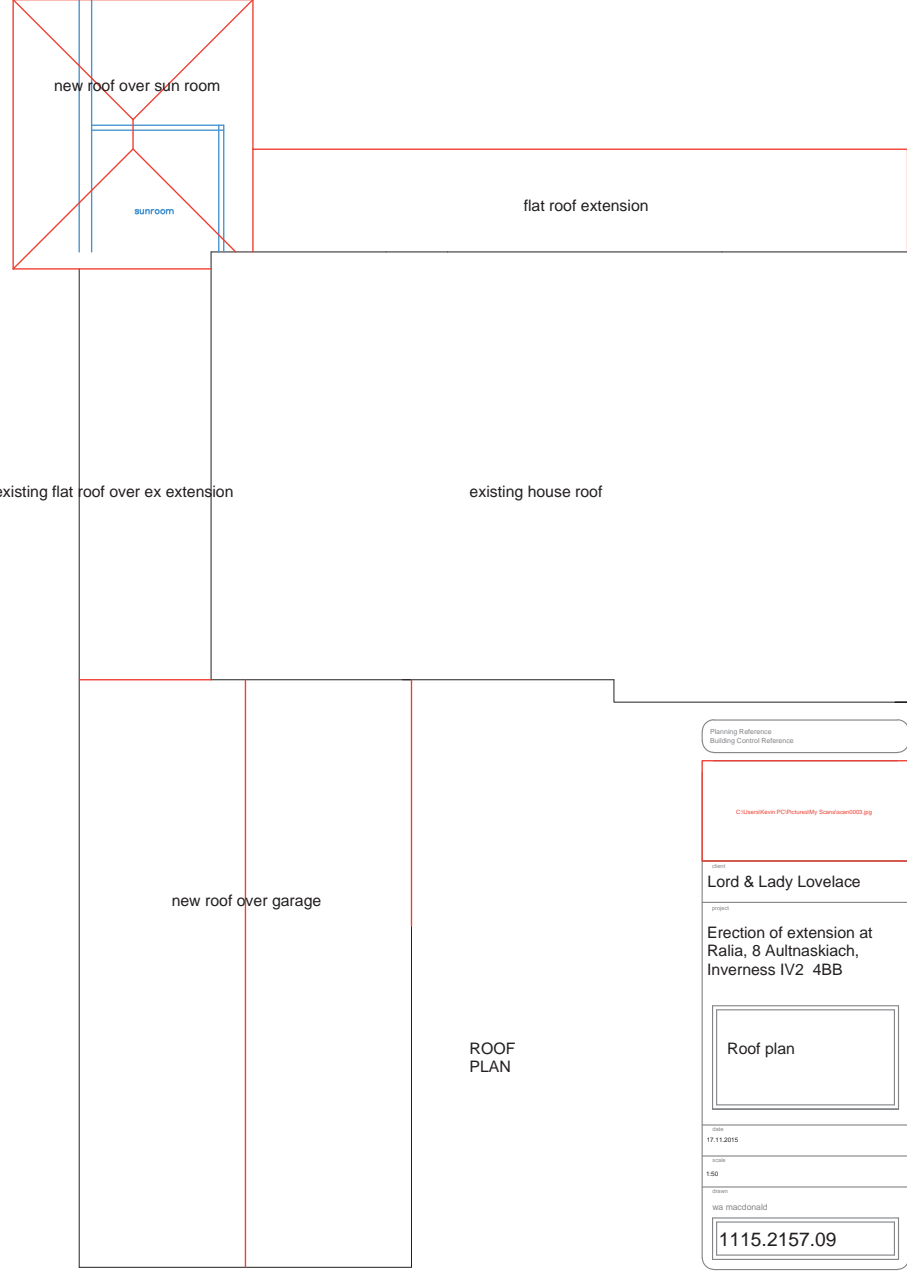 new roof over sun room
sunroom
flat roof extension
existing flat roof over ex extension
existing house roof
new roof over garage
ROOF
PLAN
Planning Reference
Building Control Reference
C:\Users\Kevin PC\Pictures\My Scans\scan0003.jpg
client
Lord & Lady Lovelace
project
Erection of extension at
Ralia, 8 Aultnaskiach,
Inverness IV2 4BB
Roof plan
date
17.11.2015
scale
1:50
drawn
wa macdonald
1115.2157.09